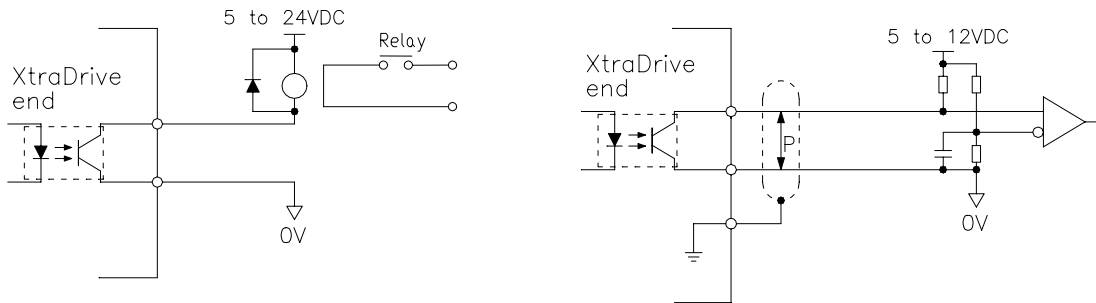 5 to 24VDC
Relay
XtraDrive
end
0V
5 to 12VDC
XtraDrive
end
P
0V